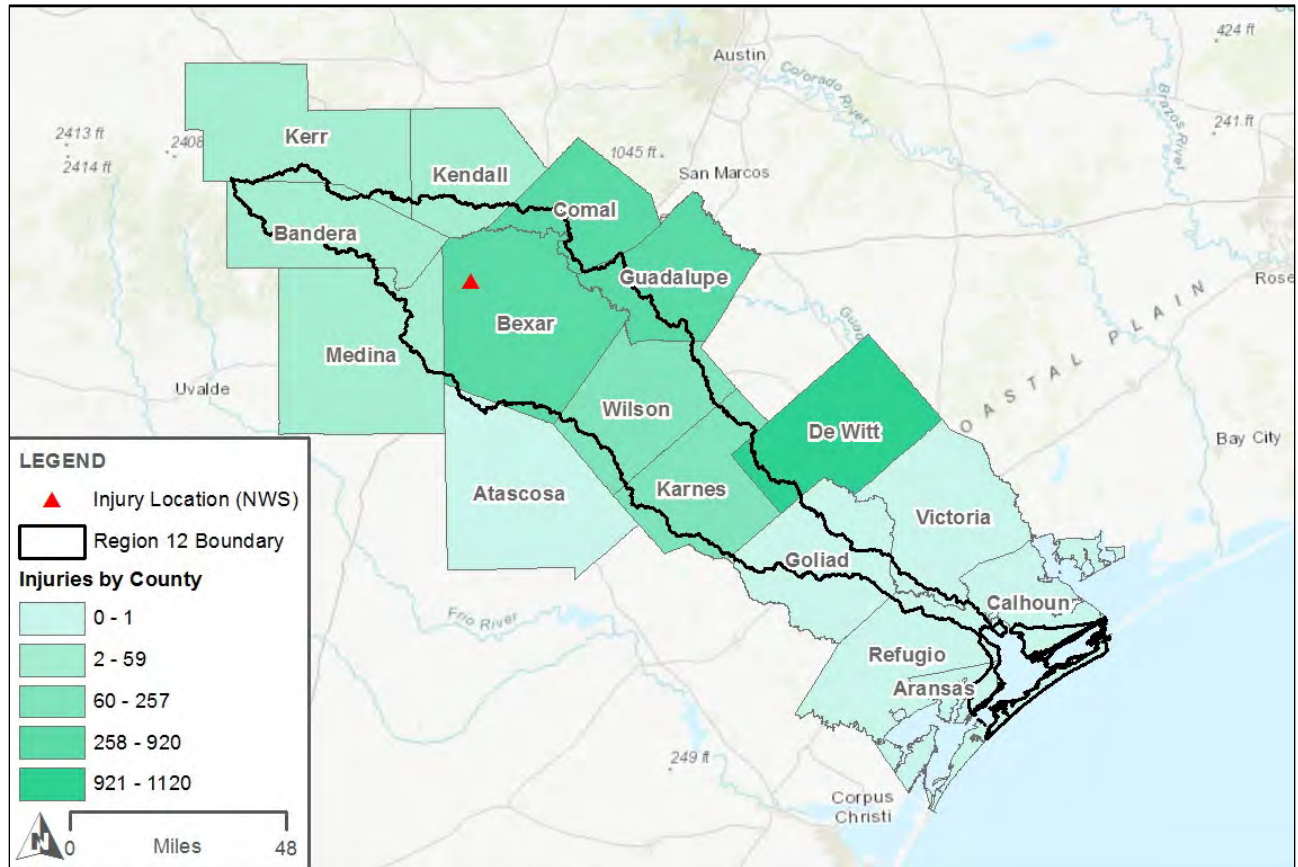 424 ft
Austin
Colorado River
Brazos River
2413 ft
2408
2414 ft
Kerr
1045 ft
241 ft
Kendall
San Marcos
Comal
Bandera
Guadalupe
Rose
Bexar
Guad
COASTAL PLAIN
Medina
Uvalde
Wilson
De Witt
Bay City
Karnes
Atascosa
Victoria
Goliad
Calhoun
Frio River
Refugio
Aransas
249 ft
Corpus
Christi
LEGEND
Injury Location (NWS)
Region 12 Boundary
Injuries by County
0 - 1
2 - 59
60 - 257
258 - 920
921 - 1120
N
0 Miles 48